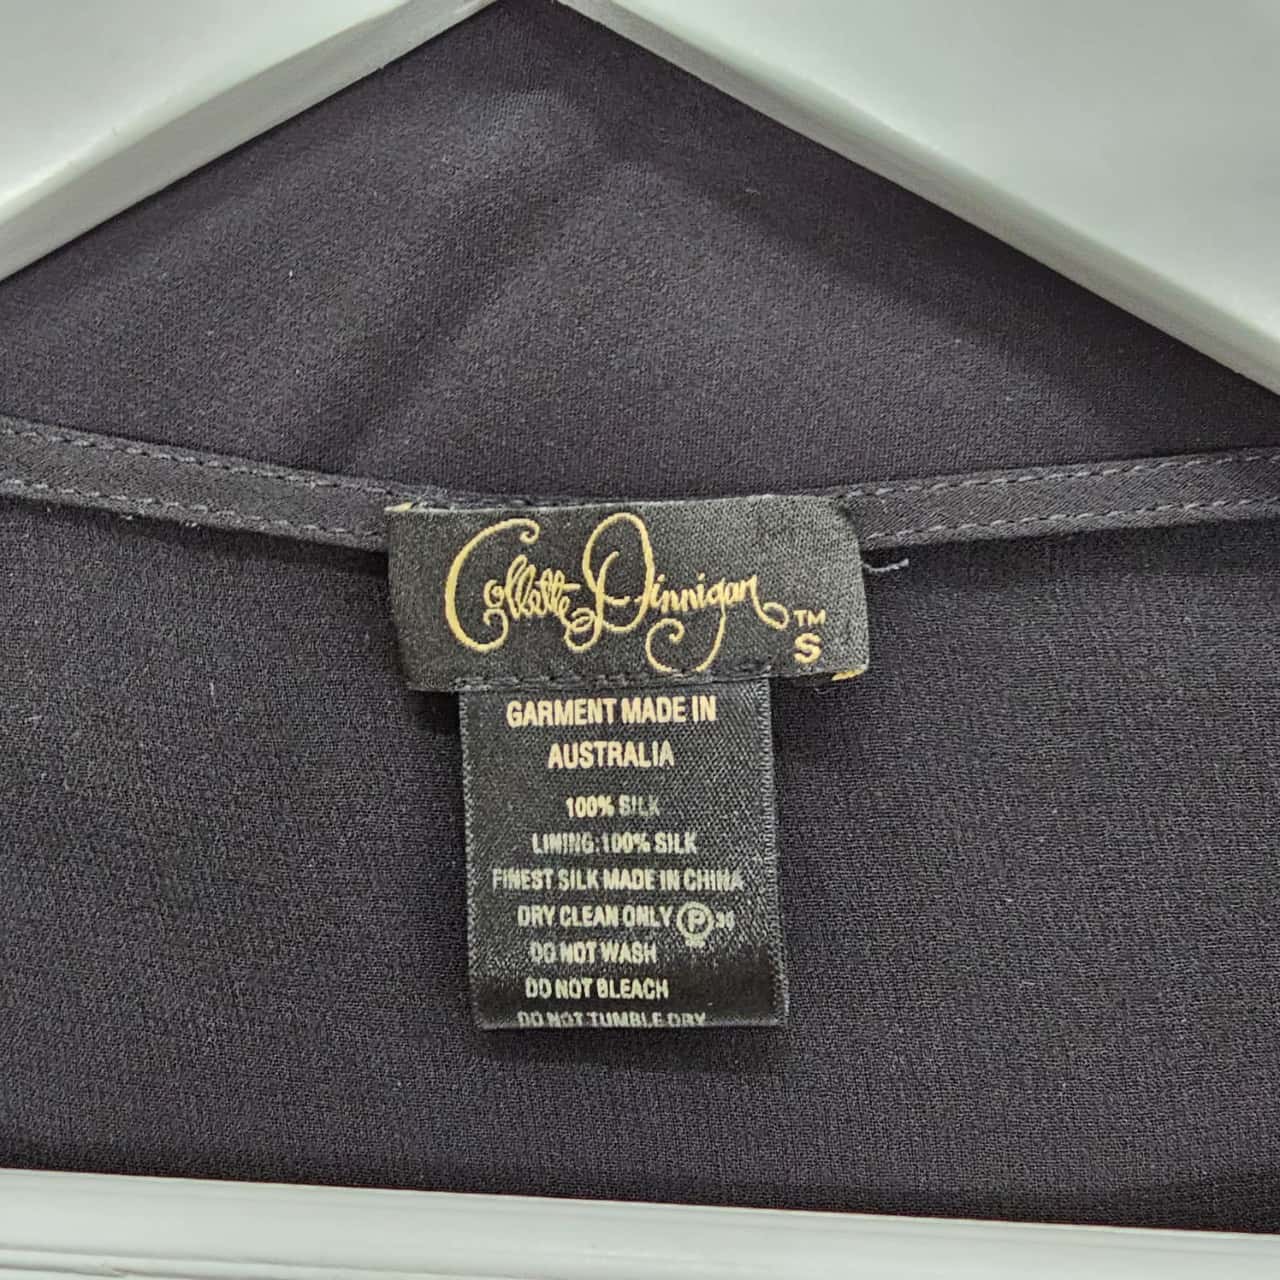 Collette Dinnigan TM
S
GARMENT MADE IN
AUSTRALIA
100% SILK
LINING:100% SILK
FINEST SILK MADE IN CHINA
DRY CLEAN ONLY P
DO NOT WASH
DO NOT BLEACH
DO NOT TUMBLE DRY